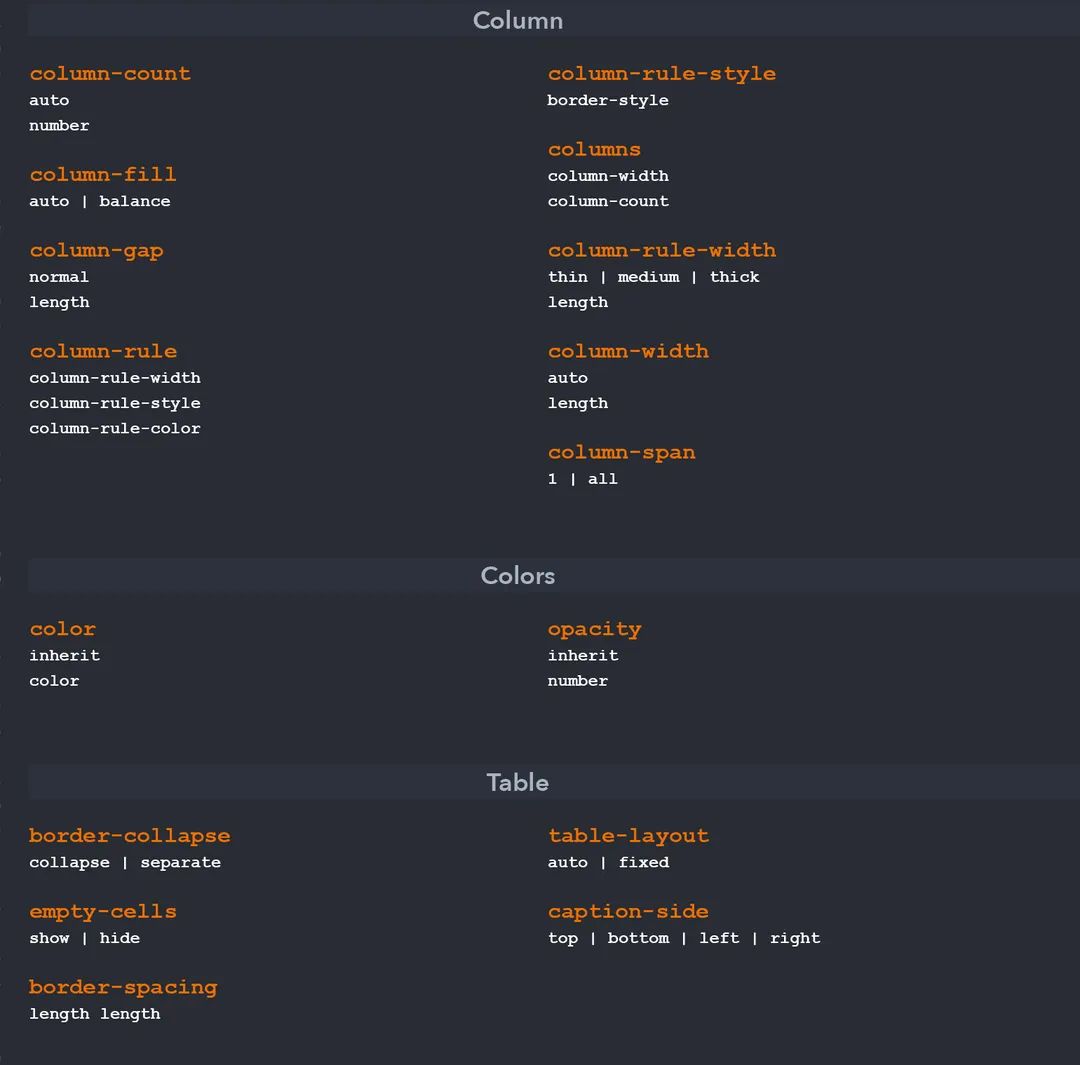 Column
column-count
auto
number
column-fill
auto | balance
column-gap
normal
length
column-rule
column-rule-width
column-rule-style
column-rule-color
column-rule-style
border-style
columns
column-width
column-count
column-rule-width
thin | medium | thick
length
column-width
auto
length
column-span
1 | all
Colors
color
inherit
color
opacity
inherit
number
Table
border-collapse
collapse | separate
empty-cells
show | hide
border-spacing
length length
table-layout
auto | fixed
caption-side
top | bottom | left | right